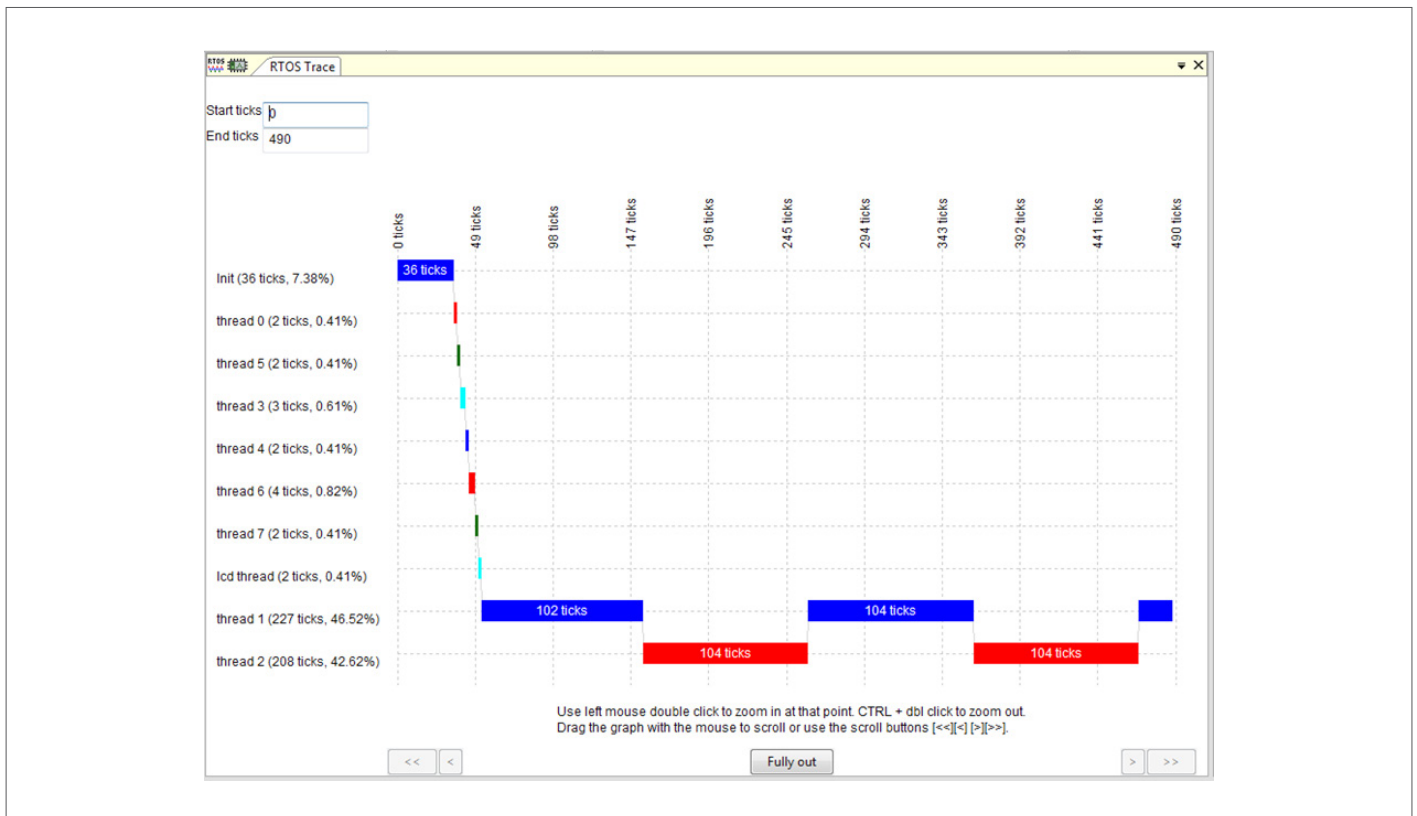 RTOS
RTOS Trace
Start ticks 0
End ticks 490
0 ticks
49 ticks
98 ticks
147 ticks
196 ticks
245 ticks
294 ticks
343 ticks
392 ticks
441 ticks
490 ticks
Init (36 ticks, 7.38%)
36 ticks
thread 0 (2 ticks, 0.41%)
thread 5 (2 ticks, 0.41%)
thread 3 (3 ticks, 0.61%)
thread 4 (2 ticks, 0.41%)
thread 6 (4 ticks, 0.82%)
thread 7 (2 ticks, 0.41%)
lcd thread (2 ticks, 0.41%)
thread 1 (227 ticks, 46.52%)
102 ticks
104 ticks
thread 2 (208 ticks, 42.62%)
104 ticks
104 ticks
Use left mouse double click to zoom in at that point. CTRL + dbl click to zoom out.
Drag the graph with the mouse to scroll or use the scroll buttons [<<][<] [>][>>].
<<
<
Fully out
>
>>